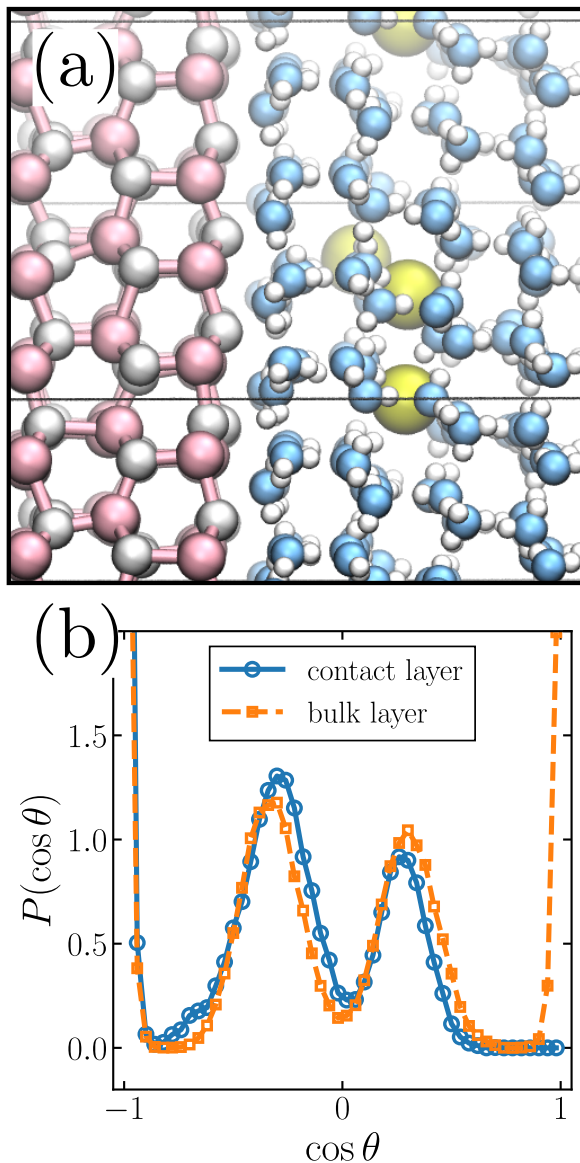 (a)
(b)
contact layer
bulk layer
P(cos θ)
1.5
1.0
0.5
0.0
−1
0
1
cos θ